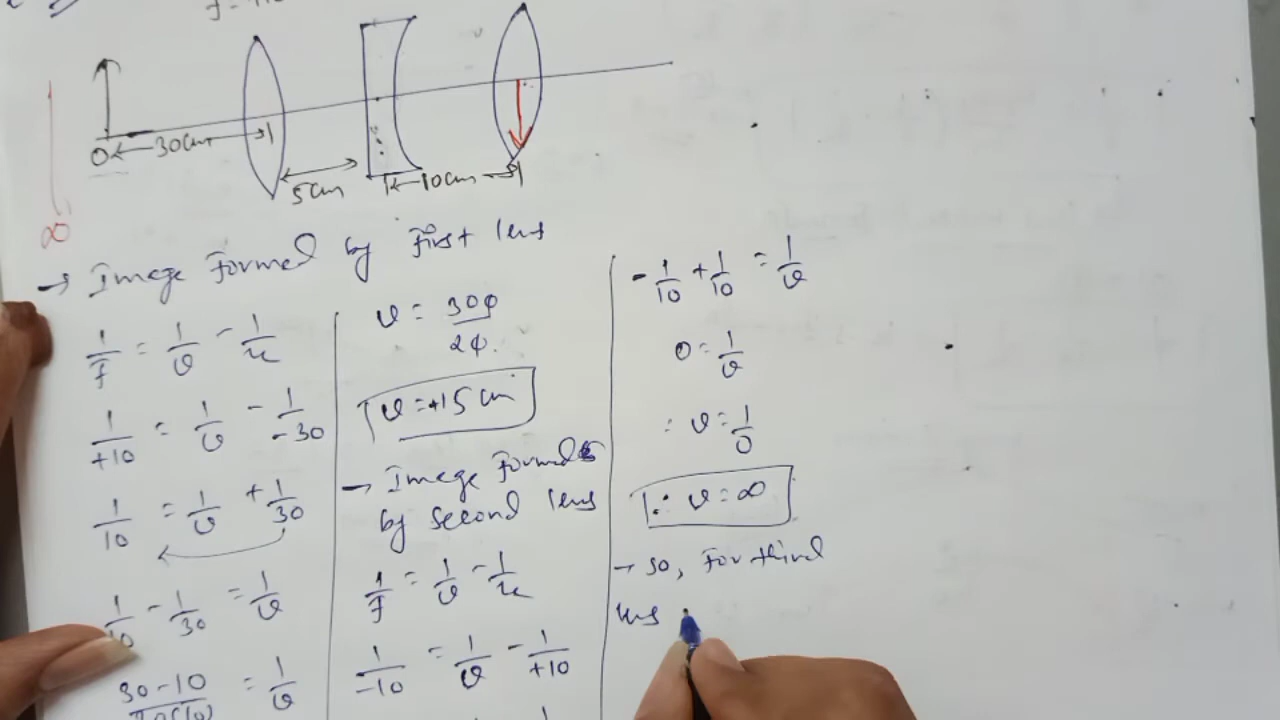 O
30cm
5cm
10cm
∞
→ Image formed by First lens
1/f = 1/v - 1/u
1/+10 = 1/v - 1/-30
1/10 = 1/v + 1/30
1/10 - 1/30 = 1/v
30-10 = 1/v
v = 300/20
v = +15 cm
→ Image formed
by second lens
1/f = 1/v - 1/u
1/-10 = 1/v - 1/+10
-1/10 + 1/10 = 1/v
0 = 1/v
∴ v = 1/0
∴ v = ∞
→ so, For third
lens